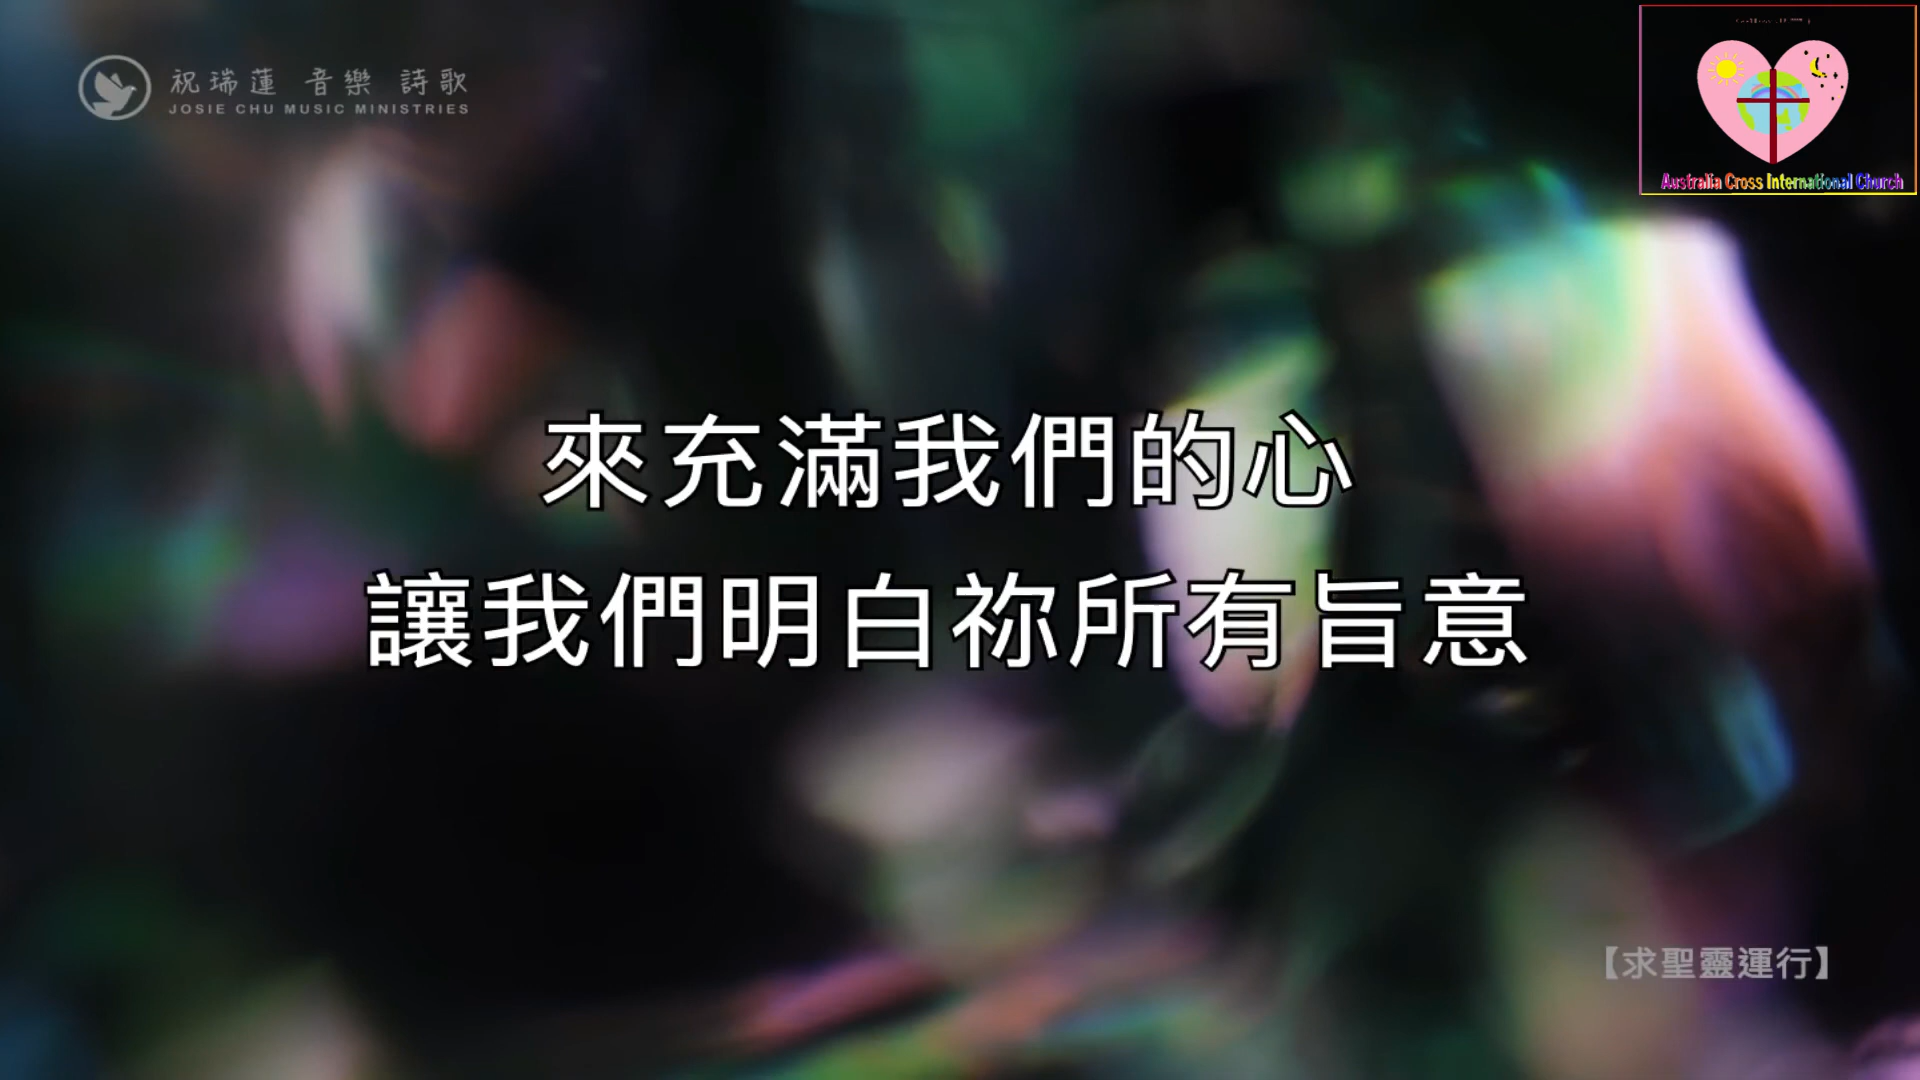 祝瑞蓮 音樂 詩歌
JOSIE CHU MUSIC MINISTRIES
Australia Cross International Church
來充滿我們的心
讓我們明白祢所有旨意
【求聖靈運行】